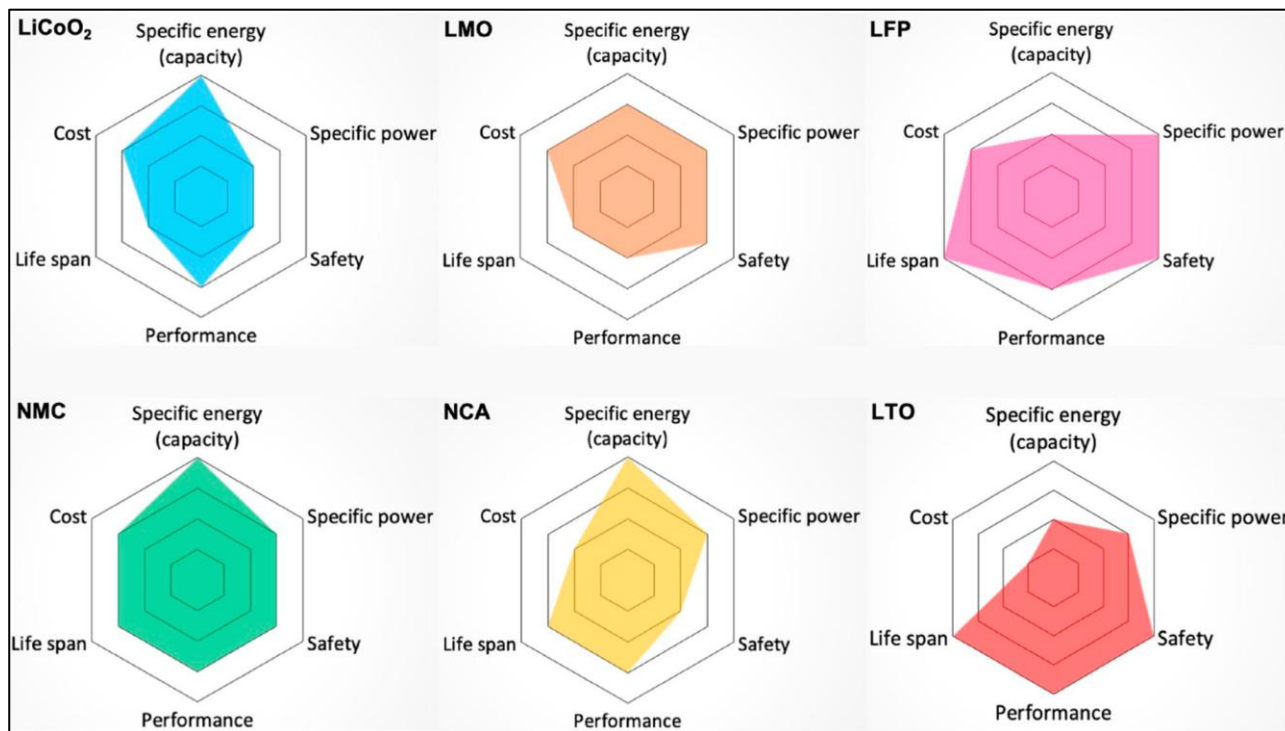 LiCoO₂
Specific energy
(capacity)
Cost
Specific power
Life span
Safety
Performance
LMO
Specific energy
(capacity)
Cost
Specific power
Life span
Safety
Performance
LFP
Specific energy
(capacity)
Cost
Specific power
Life span
Safety
Performance
NMC
Specific energy
(capacity)
Cost
Specific power
Life span
Safety
Performance
NCA
Specific energy
(capacity)
Cost
Specific power
Life span
Safety
Performance
LTO
Specific energy
(capacity)
Cost
Specific power
Life span
Safety
Performance